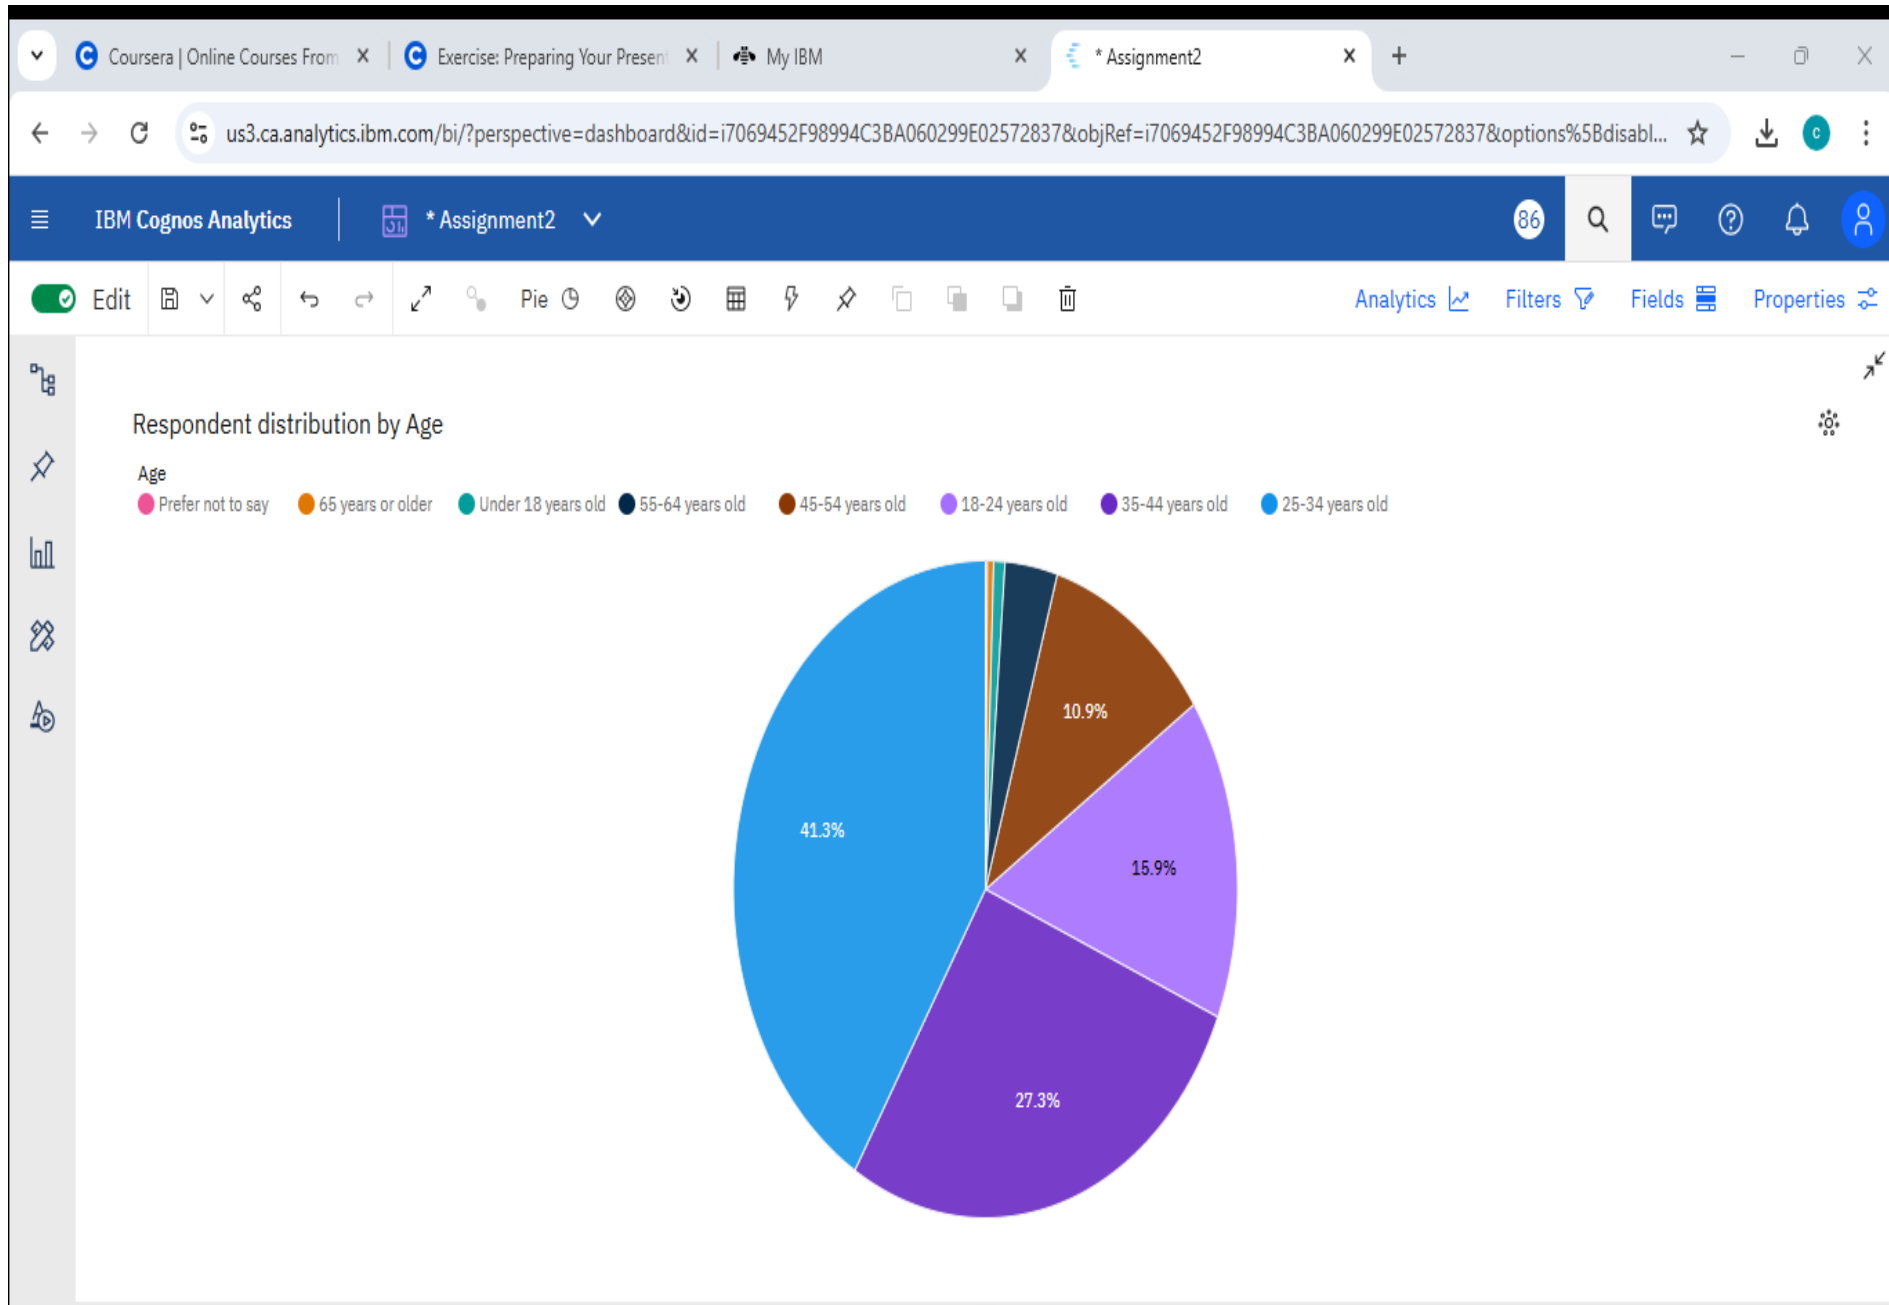 Coursera | Online Courses From
Exercise: Preparing Your Present
My IBM
* Assignment2
us3.ca.analytics.ibm.com/bi/?perspective=dashboard&id=i7069452F98994C3BA060299E02572837&objRef=i7069452F98994C3BA060299E02572837&options%5Bdisabl...
c
IBM Cognos Analytics
* Assignment2
86
Edit
Pie
Analytics
Filters
Fields
Properties
Respondent distribution by Age
Age
Prefer not to say
65 years or older
Under 18 years old
55-64 years old
45-54 years old
18-24 years old
35-44 years old
25-34 years old
10.9%
41.3%
15.9%
27.3%